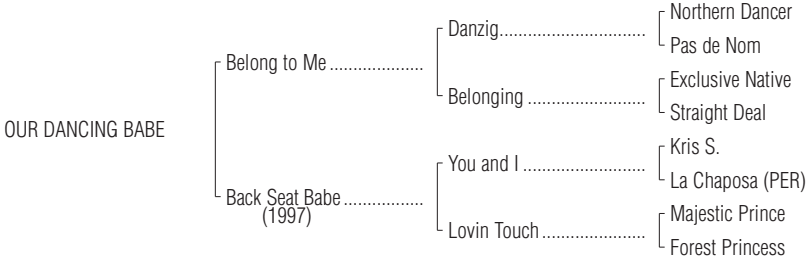 Northern Dancer
Danzig..............................
Pas de Nom
Belong to Me ....................
Exclusive Native
Belonging .........................
Straight Deal
OUR DANCING BABE
Kris S.
You and I ..........................
La Chaposa (PER)
Back Seat Babe .................
(1997)
Majestic Prince
Lovin Touch ......................
Forest Princess